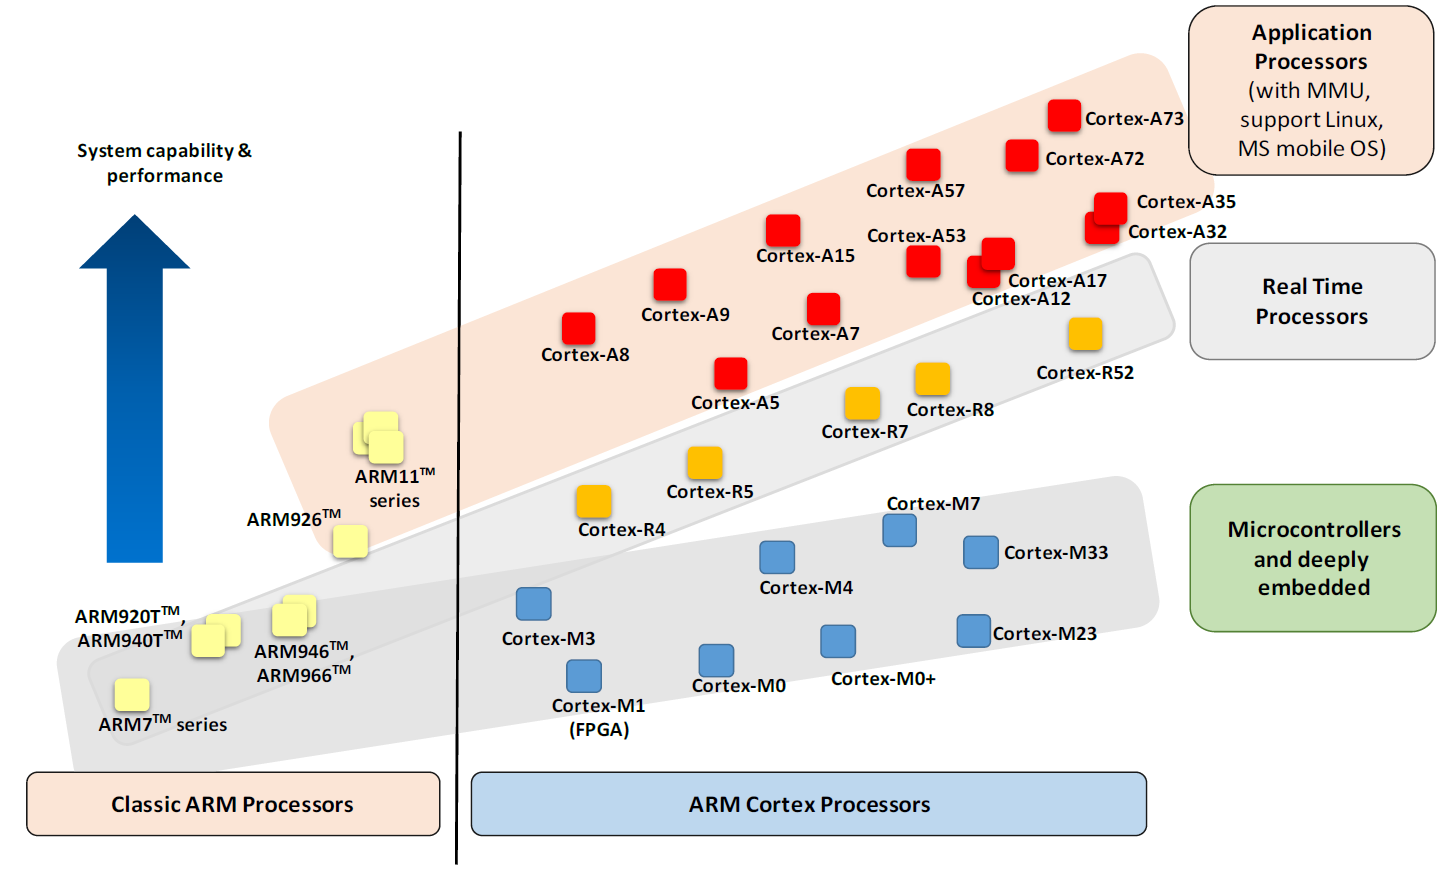 Application
Processors
(with MMU,
support Linux,
MS mobile OS)
System capability &
performance
Cortex-A73
Cortex-A72
Cortex-A57
Cortex-A35
Cortex-A32
Cortex-A53
Cortex-A15
Cortex-A17
Cortex-A12
Cortex-A9
Cortex-A7
Cortex-A8
Cortex-A5
Real Time
Processors
Cortex-R52
Cortex-R8
Cortex-R7
Cortex-R5
Cortex-R4
ARM11™
series
ARM926™
Cortex-M7
Cortex-M33
Cortex-M4
Microcontrollers
and deeply
embedded
ARM920T™,
ARM940T™
ARM946™,
ARM966™
Cortex-M3
Cortex-M23
Cortex-M0+
Cortex-M0
Cortex-M1
(FPGA)
ARM7™ series
Classic ARM Processors
ARM Cortex Processors